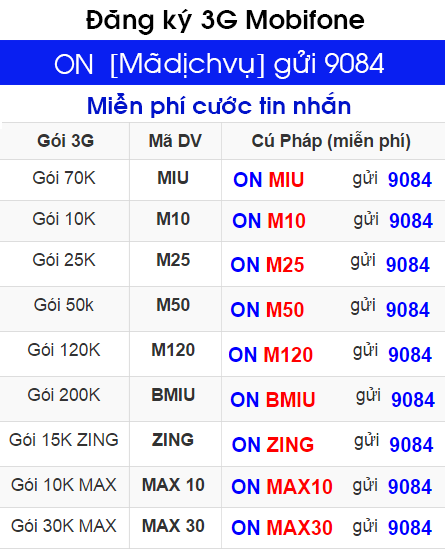 Đăng ký 3G Mobifone
ON [Mãdịchvụ] gửi 9084
Miễn phí cước tin nhắn
Gói 3G Mã DV Cú Pháp (miễn phí)
Gói 70K MIU ON MIU gửi 9084
Gói 10K M10 ON M10 gửi 9084
Gói 25K M25 ON M25 gửi 9084
Gói 50k M50 ON M50 gửi 9084
Gói 120K M120 ON M120 gửi 9084
Gói 200K BMIU ON BMIU gửi 9084
Gói 15K ZING ZING ON ZING gửi 9084
Gói 10K MAX MAX 10 ON MAX10 gửi 9084
Gói 30K MAX MAX 30 ON MAX30 gửi 9084